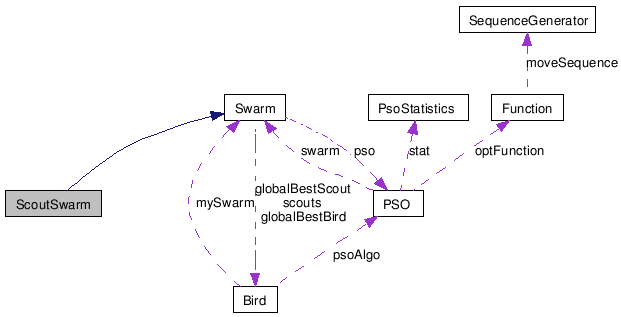 SequenceGenerator
moveSequence
Swarm
PsoStatistics
Function
swarm
pso
stat
optFunction
mySwarm
globalBestScout
scouts
globalBestBird
ScoutSwarm
PSO
psoAlgo
Bird